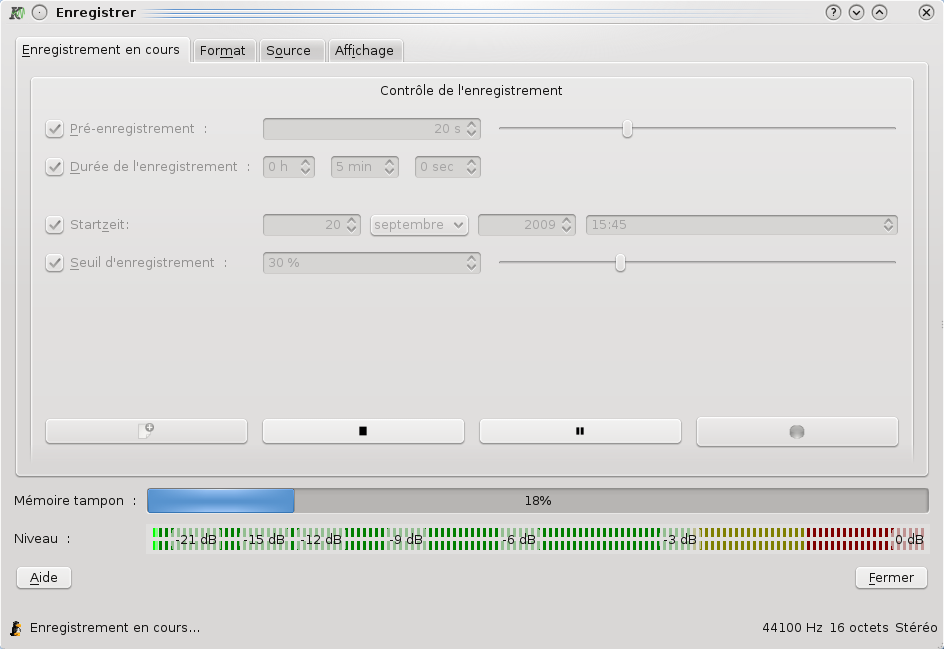 Enregistrer
Enregistrement en cours Format Source Affichage
Contrôle de l'enregistrement
Pré-enregistrement : 20 s
Durée de l'enregistrement : 0 h 5 min 0 sec
Startzeit: 20 septembre 2009 15:45
Seuil d'enregistrement : 30 %
Mémoire tampon : 18%
Niveau : -21 dB -15 dB -12 dB -9 dB -6 dB -3 dB 0 dB
Aide Fermer
Enregistrement en cours... 44100 Hz 16 octets Stéréo